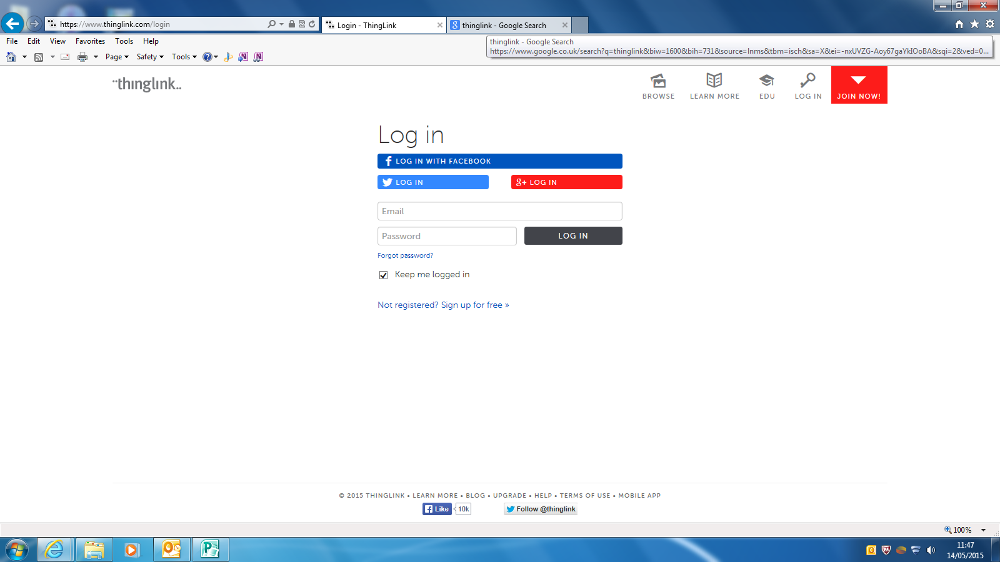 https://www.thinglink.com/login
Login - ThingLink
thinglink - Google Search
File Edit View Favorites Tools Help
thinglink - Google Search
https://www.google.co.uk/search?q=thinglink&biw=1600&bih=731&source=lnms&tbm=isch&sa=X&ei=-nxUVZG-Aoy67gaYkIOoBA&sqi=2&ved=0...
Page Safety Tools
¨thinglink..
BROWSE LEARN MORE EDU LOG IN JOIN NOW!
Log in
LOG IN WITH FACEBOOK
LOG IN
LOG IN
Email
Password LOG IN
Forgot password?
Keep me logged in
Not registered? Sign up for free »
© 2015 THINGLINK • LEARN MORE • BLOG • UPGRADE • HELP • TERMS OF USE • MOBILE APP
Like 10k Follow @thinglink
100%
11:47
14/05/2015